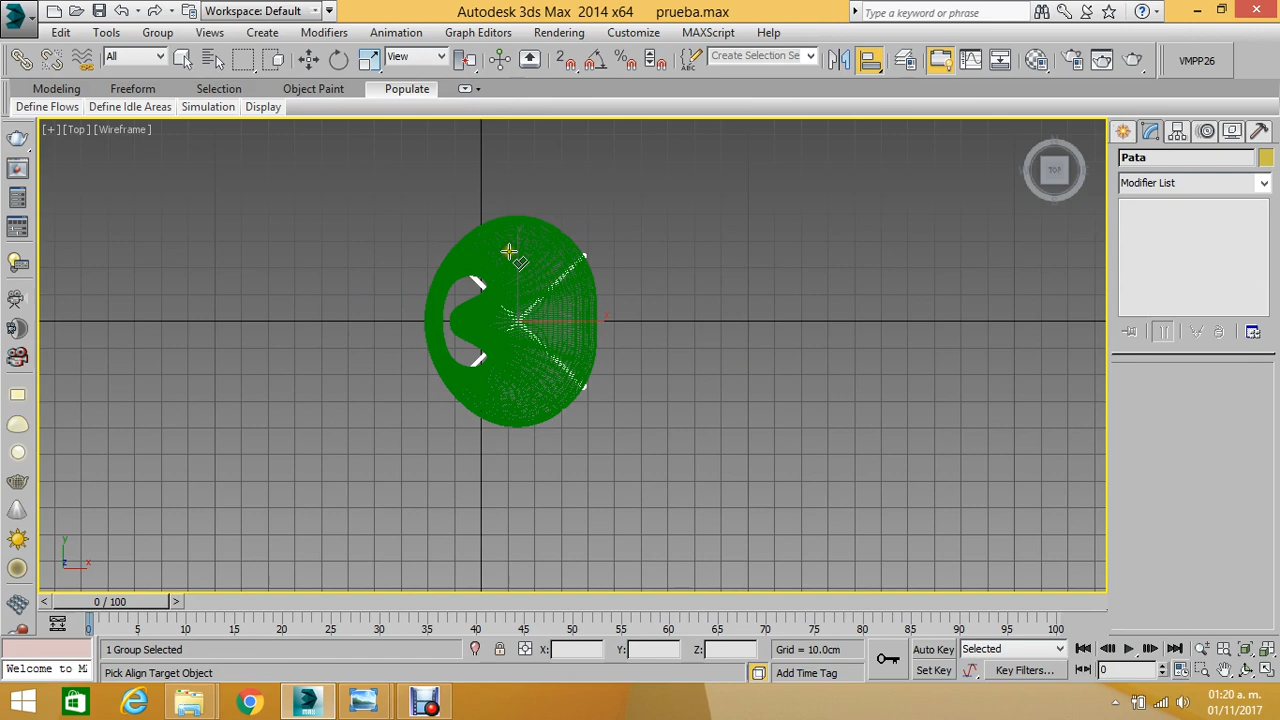 Workspace: Default
Autodesk 3ds Max 2014 x64 prueba.max
Type a keyword or phrase
Edit Tools Group Views Create Modifiers Animation Graph Editors Rendering Customize MAXScript Help
All View Create Selection Se VMPP26
Modeling Freeform Selection Object Paint Populate
Define Flows Define Idle Areas Simulation Display
[+] [Top] [Wireframe]
TOP
Pata
Modifier List
x
y
z x
0 / 100
0 5 10 15 20 25 30 35 40 45 50 55 60 65 70 75 80 85 90 95 100
1 Group Selected X: Y: Z: Grid = 10.0cm Auto Key Selected
Welcome to M Pick Align Target Object Add Time Tag Set Key Key Filters... 0
01:20 a. m.
01/11/2017